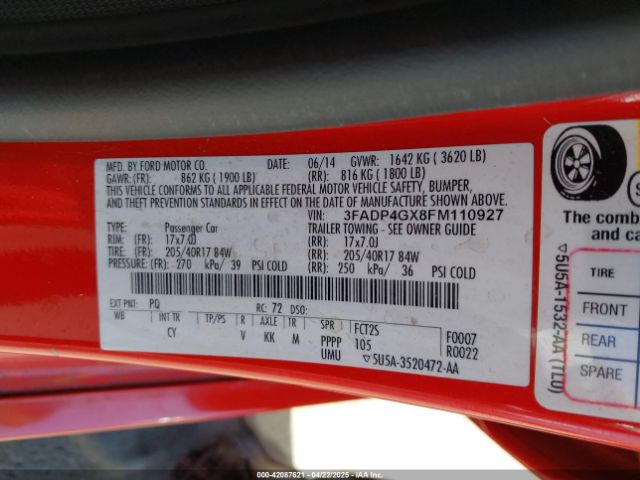 MFD. BY FORD MOTOR CO.
DATE: 06/14 GVWR: 1642 KG ( 3620 LB)
GAWR: (FR): 862 KG ( 1900 LB) (RR): 816 KG ( 1800 LB)
THIS VEHICLE CONFORMS TO ALL APPLICABLE FEDERAL MOTOR VEHICLE SAFETY, BUMPER,
AND THEFT PREVENTION STANDARDS IN EFFECT ON THE DATE OF MANUFACTURE SHOWN ABOVE.
VIN: 3FADP4GX8FM110927
TYPE: Passenger Car TRAILER TOWING - SEE OWNER GUIDE
RIM: (FR): 17x7.0J (RR): 17x7.0J
TIRE: (FR): 205/40R17 84W (RR): 205/40R17 84W
PRESSURE: (FR): 270 kPa/ 39 PSI COLD (RR): 250 kPa/ 36 PSI COLD
EXT PNT: PQ RC: 72 DSO:
WB INT TR TP/PS R AXLE TR SPR FCT2S F0007
CY V KK M PPPP 105 R0022
UMU ▽5U5A-3520472-AA
The comb
and ca
TIRE
FRONT
REAR
SPARE
▽5U5A-1532-AA (7LU)
000-42087621 - 04/22/2025 - IAAI.COM